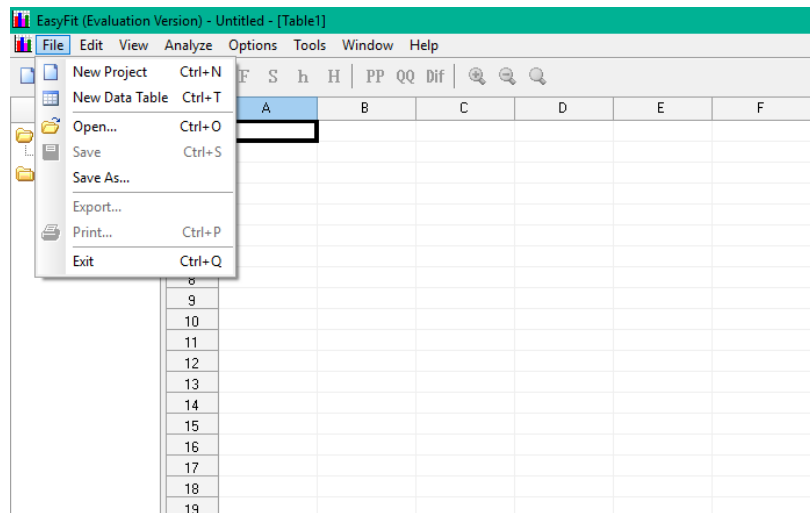 EasyFit (Evaluation Version) - Untitled - [Table1]
File Edit View Analyze Options Tools Window Help
F S h H PP QQ Dif
New Project Ctrl+N
New Data Table Ctrl+T
Open... Ctrl+O
Save Ctrl+S
Save As...
Export...
Print... Ctrl+P
Exit Ctrl+Q
A B C D E F
8
9
10
11
12
13
14
15
16
17
18
19